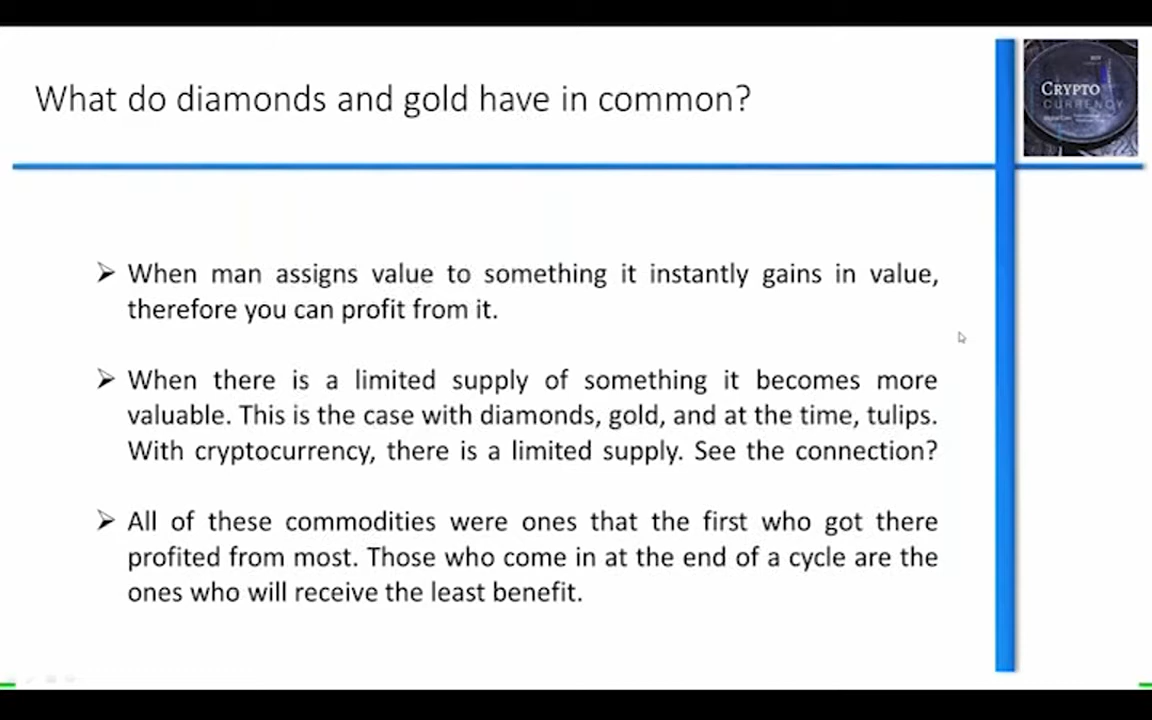 What do diamonds and gold have in common?
CRYPTO
CURRENCY
➢ When man assigns value to something it instantly gains in value,
therefore you can profit from it.
➢ When there is a limited supply of something it becomes more
valuable. This is the case with diamonds, gold, and at the time, tulips.
With cryptocurrency, there is a limited supply. See the connection?
➢ All of these commodities were ones that the first who got there
profited from most. Those who come in at the end of a cycle are the
ones who will receive the least benefit.